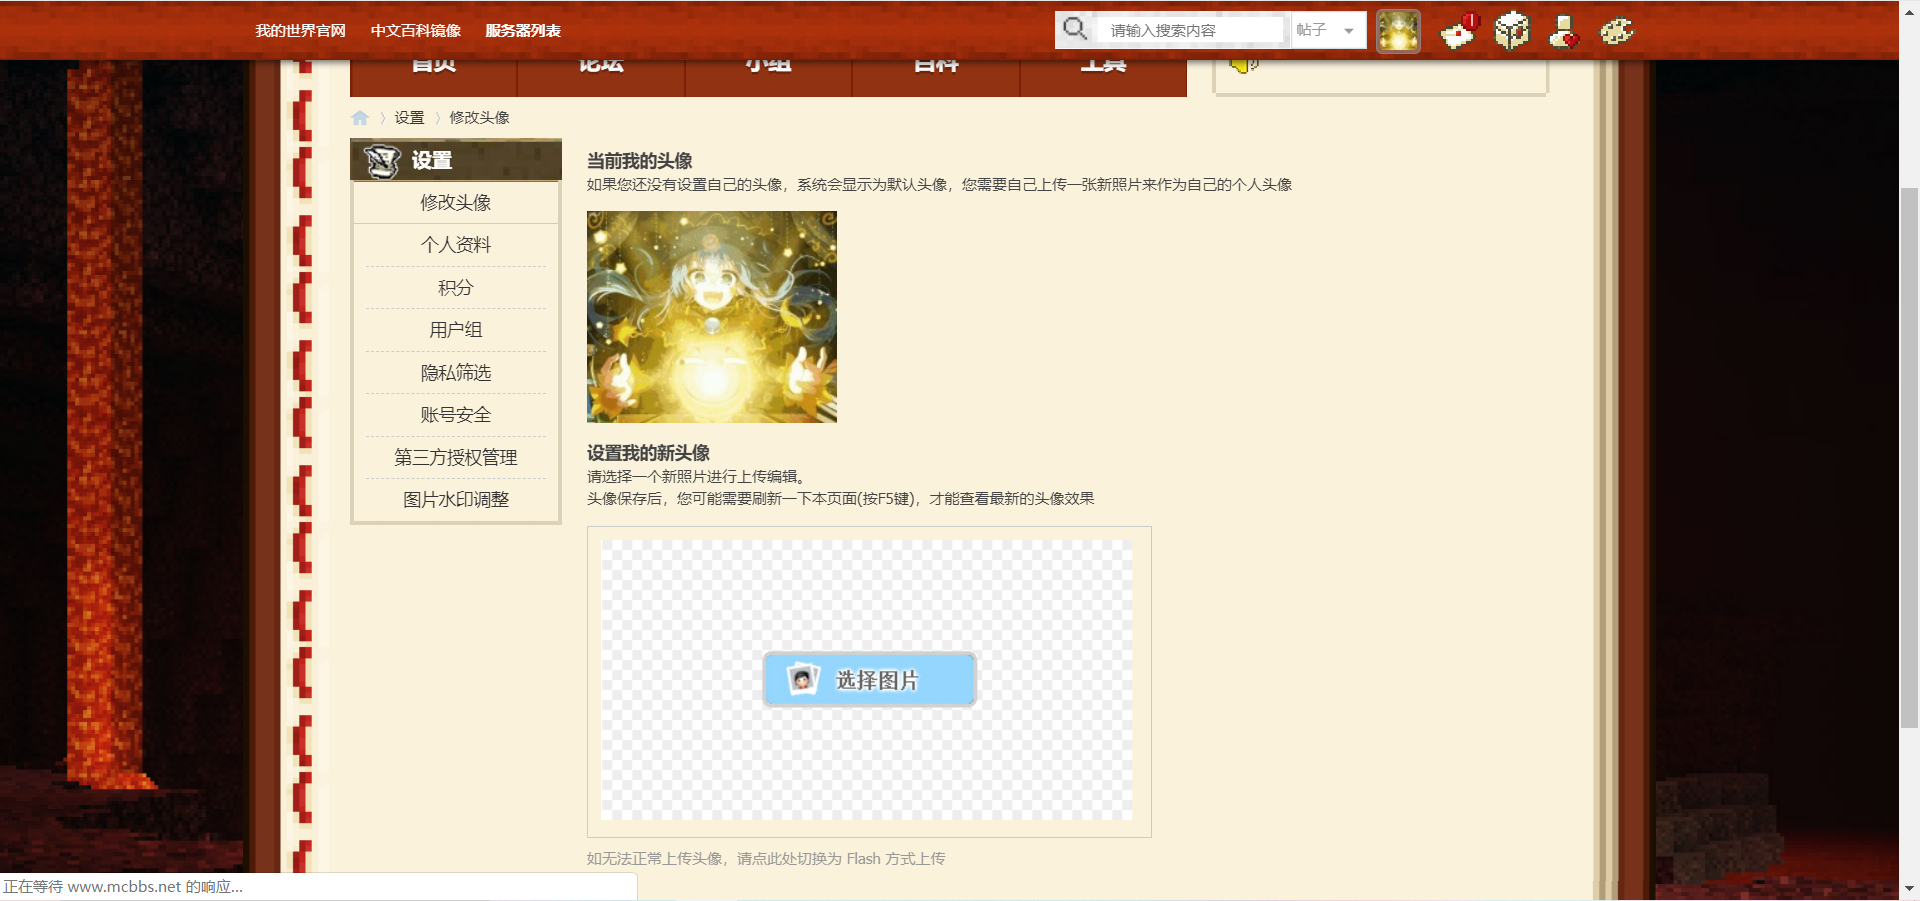 我的世界官网 中文百科镜像 服务器列表 请输入搜索内容 帖子
首页 论坛 小组 百科 工具
设置 修改头像
设置
修改头像
个人资料
积分
用户组
隐私筛选
账号安全
第三方授权管理
图片水印调整
当前我的头像
如果您还没有设置自己的头像，系统会显示为默认头像，您需要自己上传一张新照片来作为自己的个人头像
设置我的新头像
请选择一个新照片进行上传编辑。
头像保存后，您可能需要刷新一下本页面(按F5键)，才能查看最新的头像效果
选择图片
如无法正常上传头像，请点此处切换为 Flash 方式上传
正在等待 www.mcbbs.net 的响应...